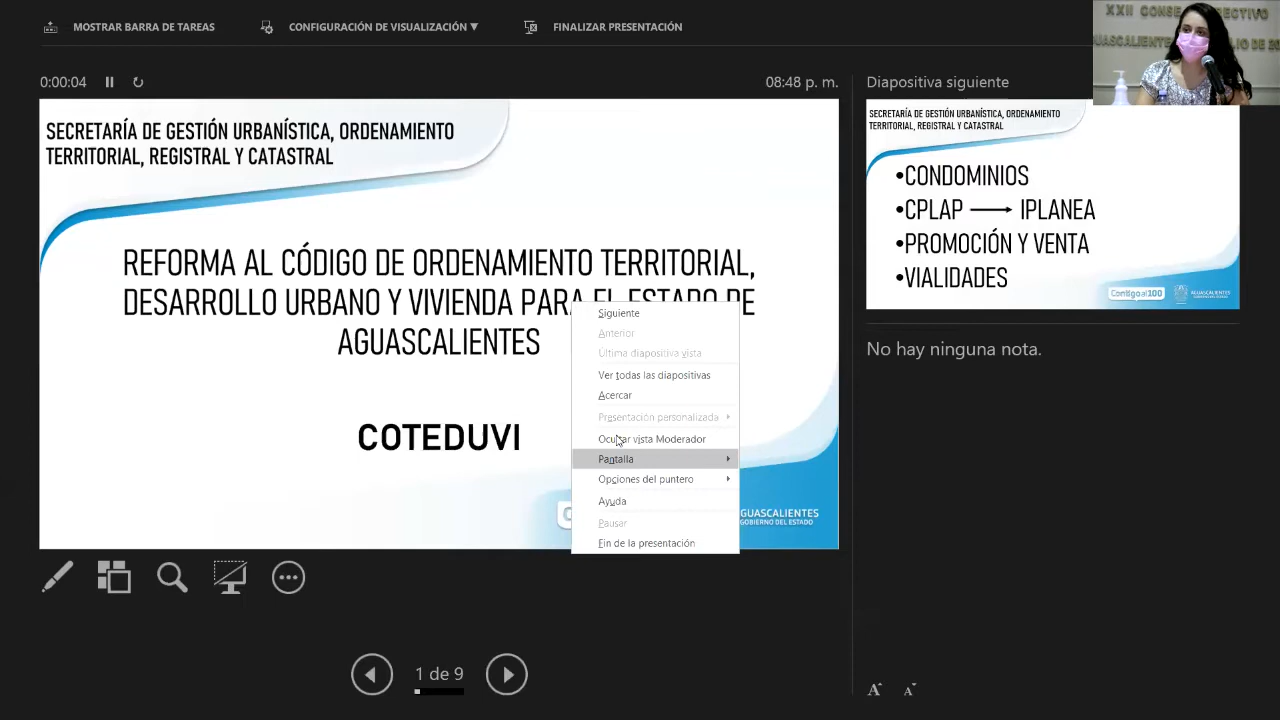 MOSTRAR BARRA DE TAREAS
CONFIGURACIÓN DE VISUALIZACIÓN ▼
FINALIZAR PRESENTACIÓN
XXII CONSE RECTIVO
0:00:04
08:48 p. m.
SECRETARÍA DE GESTIÓN URBANÍSTICA, ORDENAMIENTO
TERRITORIAL, REGISTRAL Y CATASTRAL
REFORMA AL CÓDIGO DE ORDENAMIENTO TERRITORIAL,
DESARROLLO URBANO Y VIVIENDA PARA EL ESTADO DE
AGUASCALIENTES
COTEDUVI
GUASCALIENTES
GOBIERNO DEL ESTADO
Siguiente
Anterior
Última diapositiva vista
Ver todas las diapositivas
Acercar
Presentación personalizada
Ocultar vista Moderador
Pantalla
Opciones del puntero
Ayuda
Pausar
Fin de la presentación
1 de 9
Diapositiva siguiente
SECRETARÍA DE GESTIÓN URBANÍSTICA, ORDENAMIENTO
TERRITORIAL, REGISTRAL Y CATASTRAL
•CONDOMINIOS
•CPLAP → IPLANEA
•PROMOCIÓN Y VENTA
•VIALIDADES
Contigo al 100
AGUASCALIENTES
No hay ninguna nota.
A A